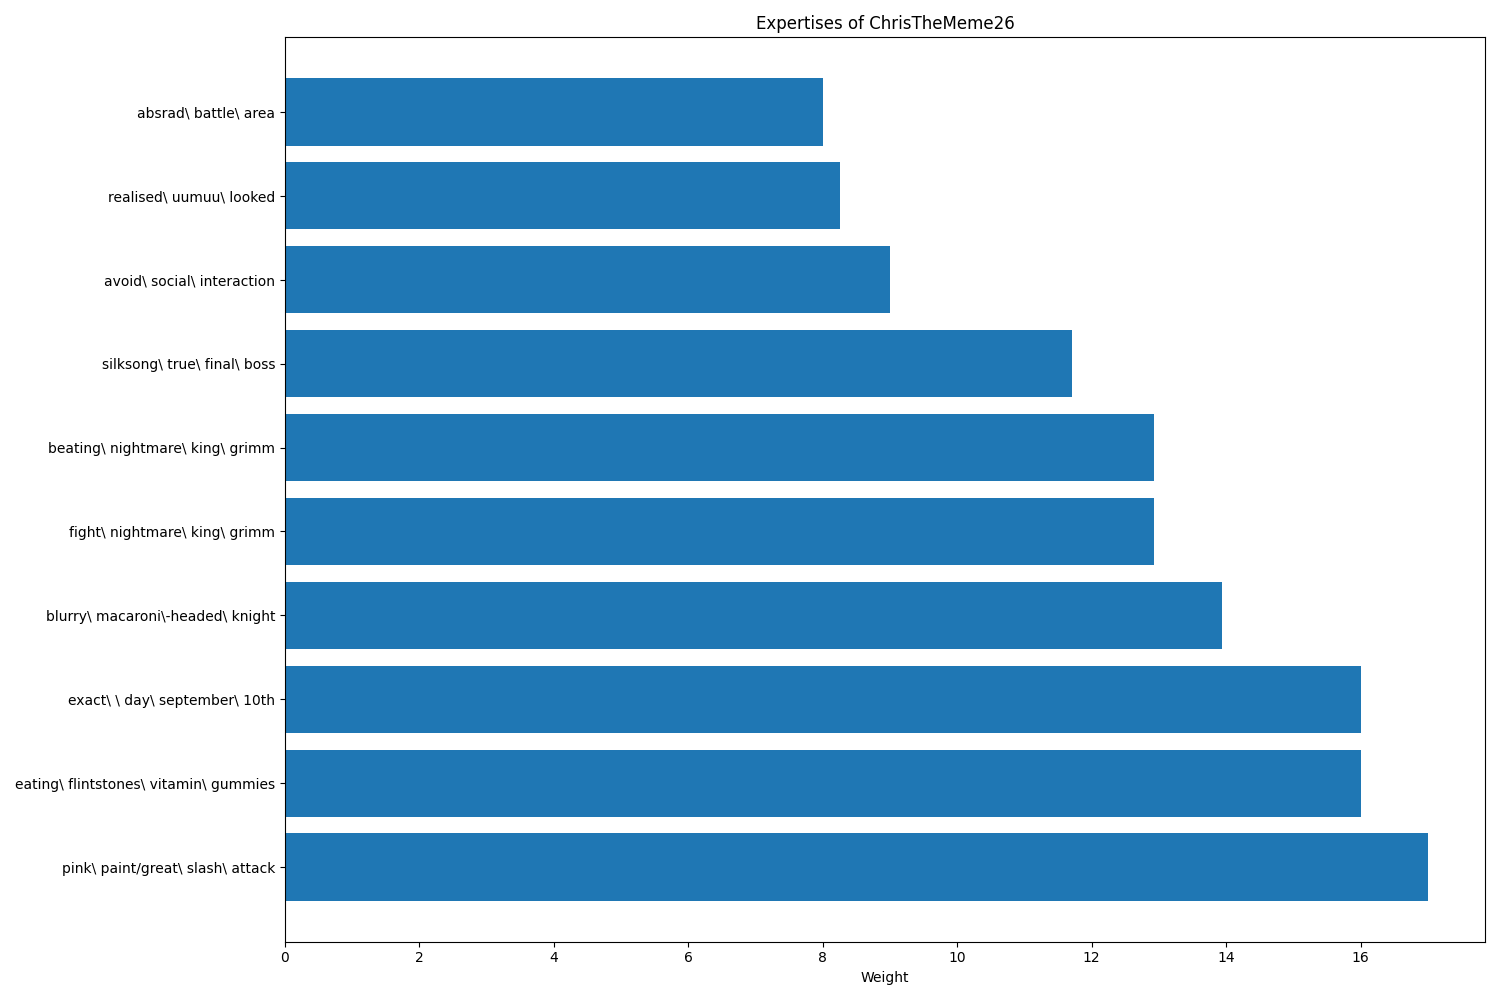 Expertises of ChrisTheMeme26
absrad\ battle\ area
realised\ uumuu\ looked
avoid\ social\ interaction
silksong\ true\ final\ boss
beating\ nightmare\ king\ grimm
fight\ nightmare\ king\ grimm
blurry\ macaroni\-headed\ knight
exact\ \ day\ september\ 10th
eating\ flintstones\ vitamin\ gummies
pink\ paint/great\ slash\ attack
0 2 4 6 8 10 12 14 16
Weight